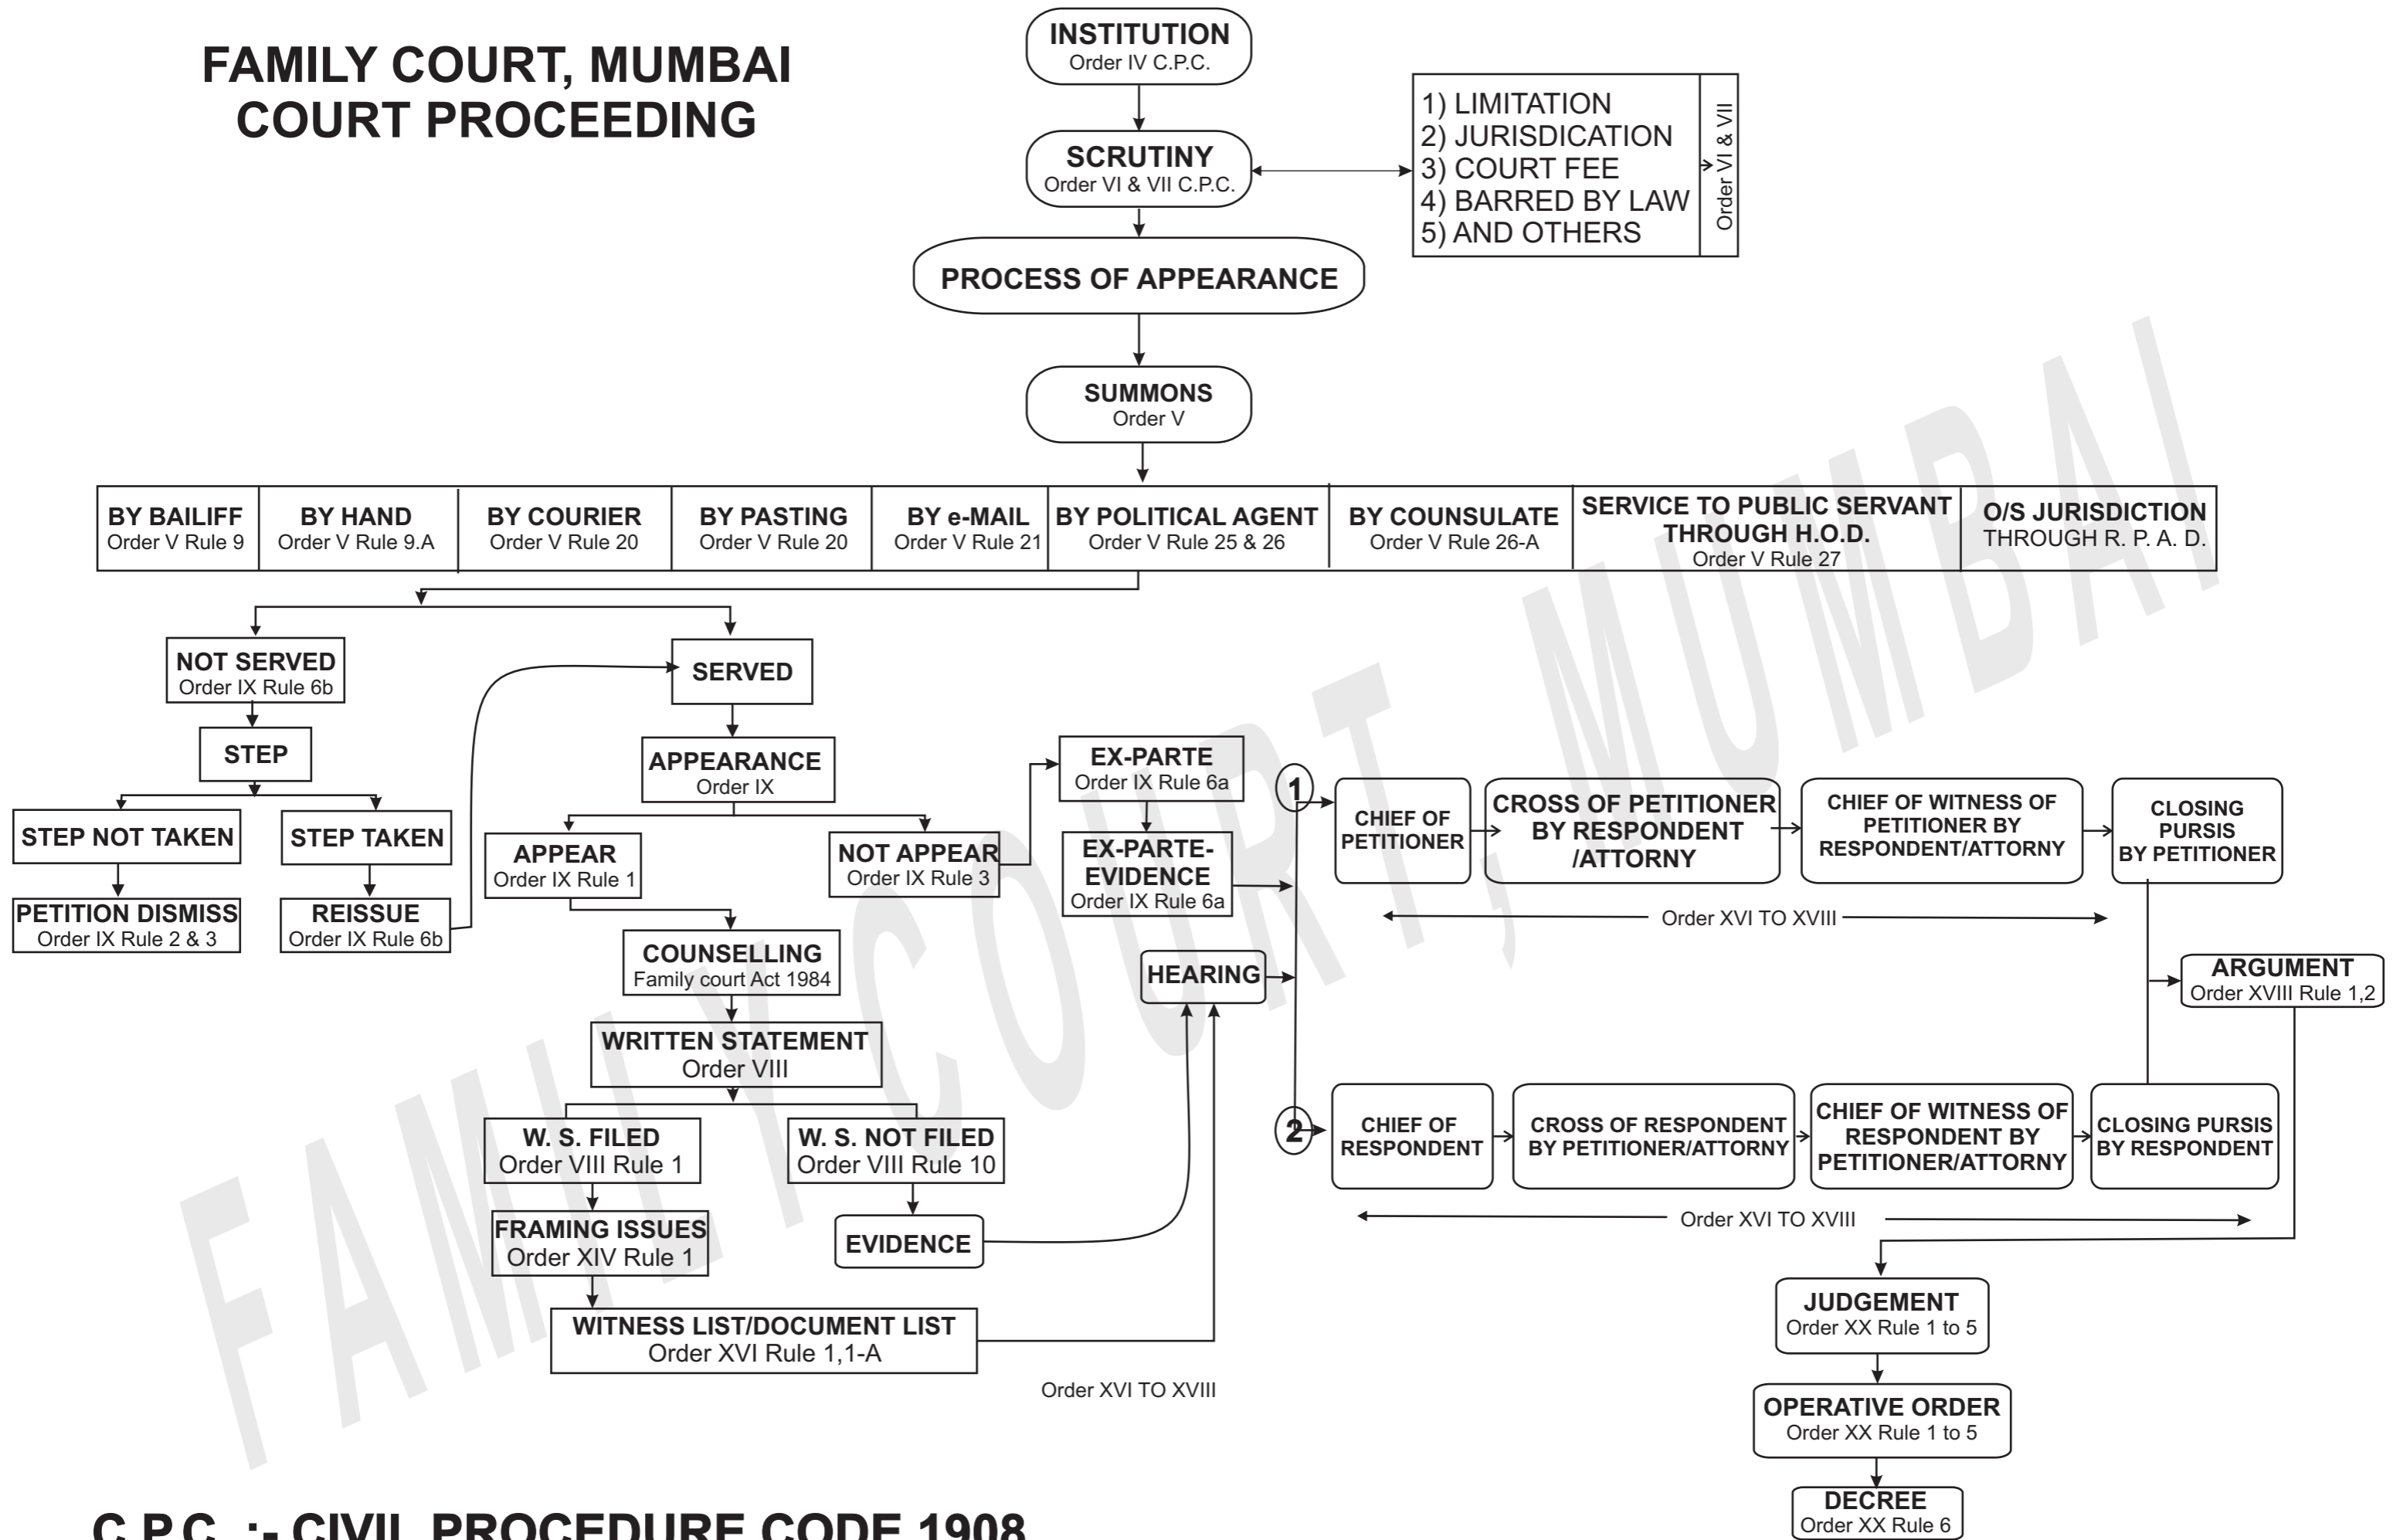 FAMILY COURT, MUMBAI
COURT PROCEEDING
INSTITUTION
Order IV C.P.C.
SCRUTINY
Order VI & VII C.P.C.
1) LIMITATION
2) JURISDICATION
3) COURT FEE
4) BARRED BY LAW
5) AND OTHERS
Order VI & VII
PROCESS OF APPEARANCE
SUMMONS
Order V
BY BAILIFF
Order V Rule 9
BY HAND
Order V Rule 9.A
BY COURIER
Order V Rule 20
BY PASTING
Order V Rule 20
BY e-MAIL
Order V Rule 21
BY POLITICAL AGENT
Order V Rule 25 & 26
BY COUNSULATE
Order V Rule 26-A
SERVICE TO PUBLIC SERVANT
THROUGH H.O.D.
Order V Rule 27
O/S JURISDICTION
THROUGH R. P. A. D.
NOT SERVED
Order IX Rule 6b
SERVED
STEP
STEP NOT TAKEN
STEP TAKEN
PETITION DISMISS
Order IX Rule 2 & 3
REISSUE
Order IX Rule 6b
APPEARANCE
Order IX
APPEAR
Order IX Rule 1
NOT APPEAR
Order IX Rule 3
EX-PARTE
Order IX Rule 6a
EX-PARTE-
EVIDENCE
Order IX Rule 6a
COUNSELLING
Family court Act 1984
WRITTEN STATEMENT
Order VIII
W. S. FILED
Order VIII Rule 1
W. S. NOT FILED
Order VIII Rule 10
FRAMING ISSUES
Order XIV Rule 1
EVIDENCE
WITNESS LIST/DOCUMENT LIST
Order XVI Rule 1,1-A
Order XVI TO XVIII
HEARING
1
CHIEF OF
PETITIONER
CROSS OF PETITIONER
BY RESPONDENT
/ATTORNY
CHIEF OF WITNESS OF
PETITIONER BY
RESPONDENT/ATTORNY
CLOSING
PURSIS
BY PETITIONER
Order XVI TO XVIII
ARGUMENT
Order XVIII Rule 1,2
2
CHIEF OF
RESPONDENT
CROSS OF RESPONDENT
BY PETITIONER/ATTORNY
CHIEF OF WITNESS OF
RESPONDENT BY
PETITIONER/ATTORNY
CLOSING PURSIS
BY RESPONDENT
Order XVI TO XVIII
JUDGEMENT
Order XX Rule 1 to 5
OPERATIVE ORDER
Order XX Rule 1 to 5
DECREE
Order XX Rule 6
C.P.C. :- CIVIL PROCEDURE CODE 1908
FAMILY COURT, MUMBAI